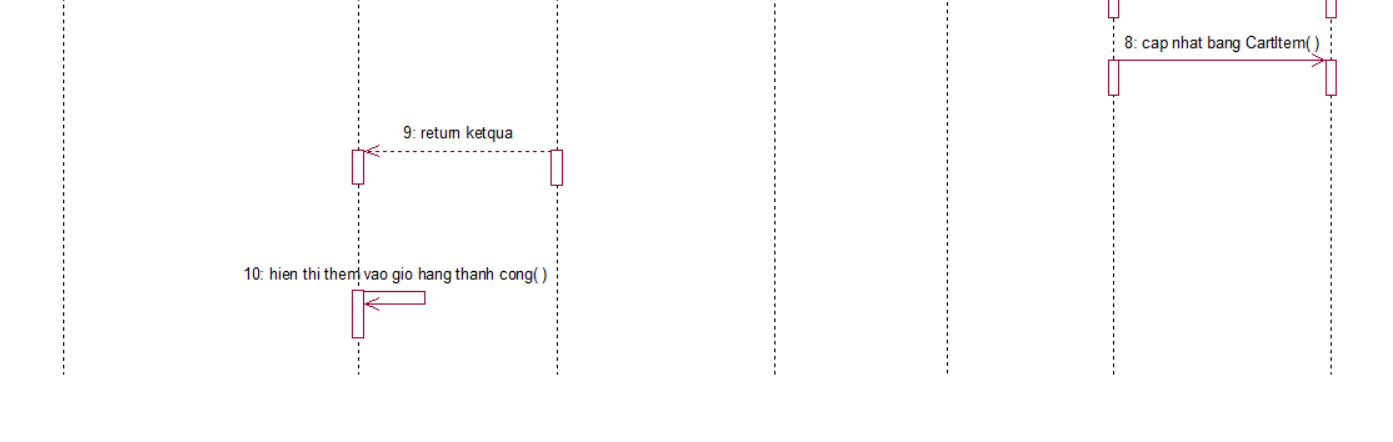 8: cap nhat bang CartItem( )
9: return ketqua
10: hien thi them vao gio hang thanh cong( )